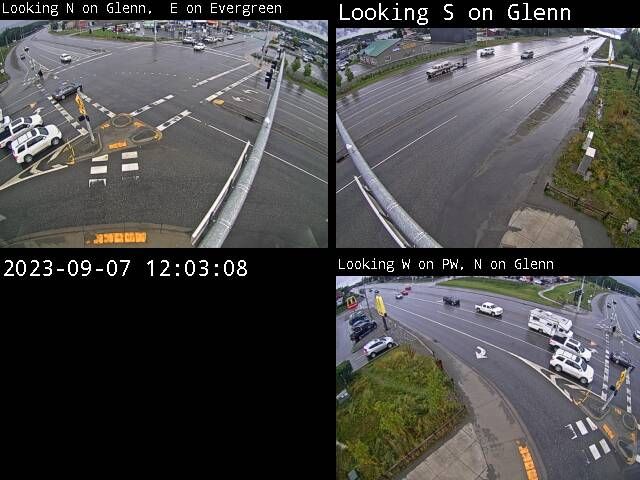 Looking N on Glenn,  E on Evergreen
Looking S on Glenn
2023-09-07 12:03:08
Looking W on PW, N on Glenn